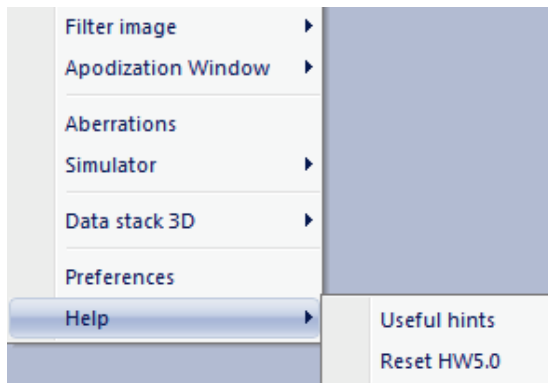 Filter image
Apodization Window
Aberrations
Simulator
Data stack 3D
Preferences
Help
Useful hints
Reset HW5.0